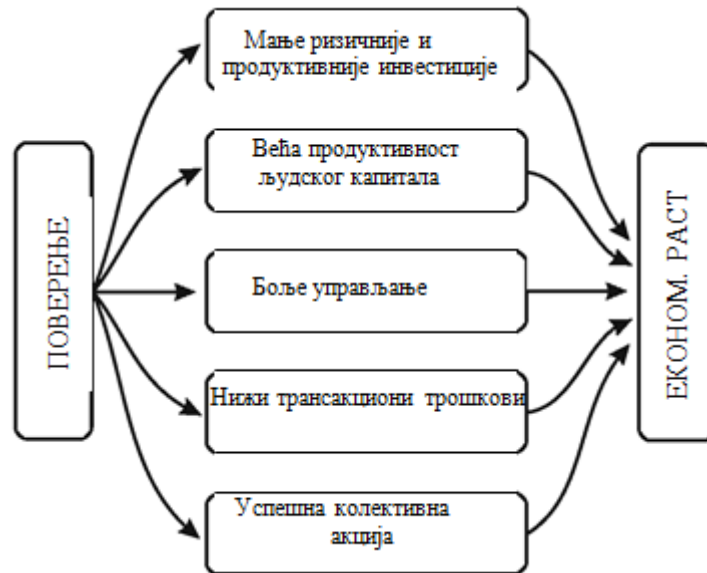 ПОВЕРЕЊЕ
Мање ризичније и
продуктивније инвестиције
Већа продуктивност
људског капитала
Боље управљање
Нижи трансакциони трошкови
Успешна колективна
акција
ЕКОНОМ. РАСТ